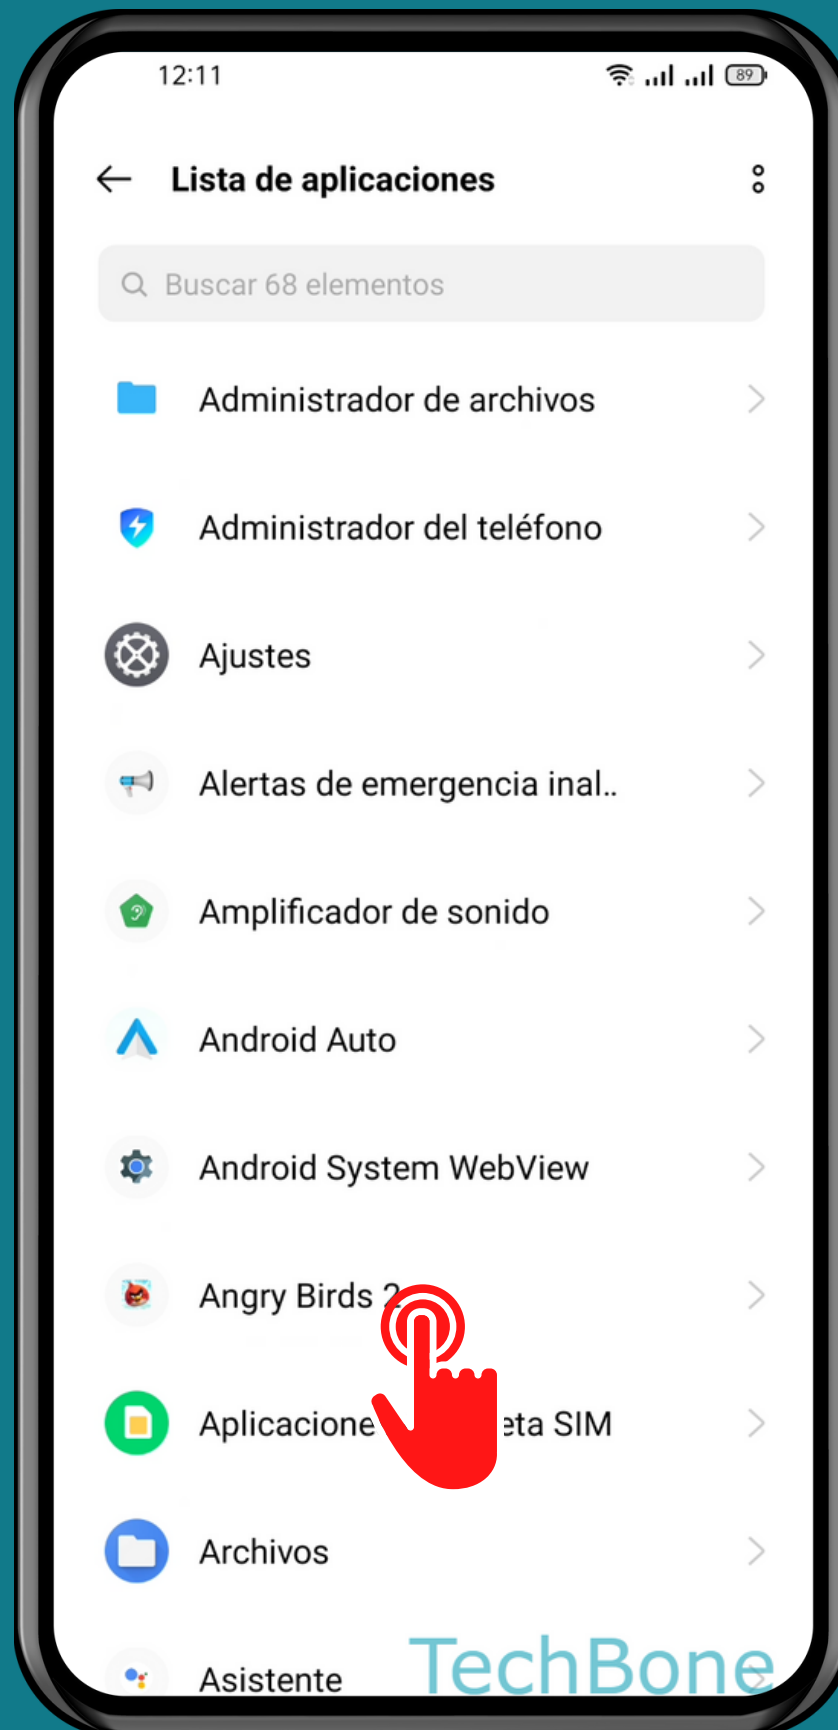 12:11
89
Lista de aplicaciones
Buscar 68 elementos
Administrador de archivos
Administrador del teléfono
Ajustes
Alertas de emergencia inal..
Amplificador de sonido
Android Auto
Android System WebView
Angry Birds 2
Aplicacione eta SIM
Archivos
Asistente
TechBone